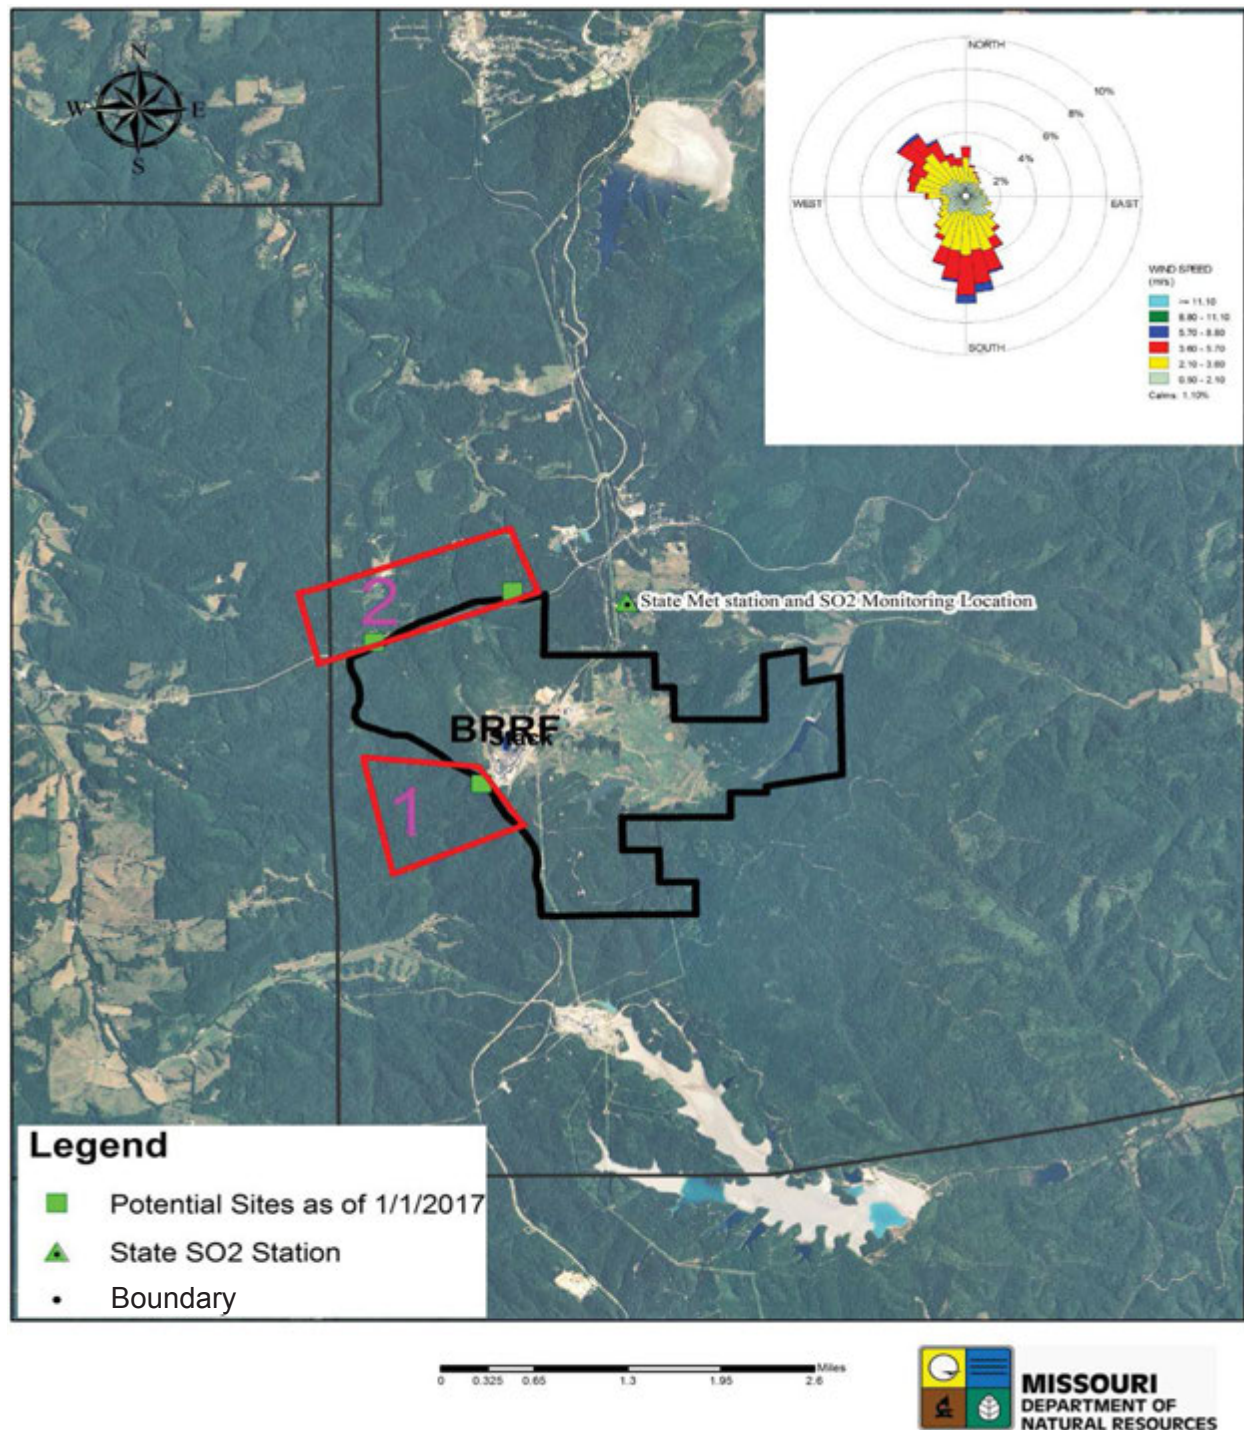 N
W
E
S
NORTH
10%
8%
6%
4%
2%
WEST
EAST
SOUTH
WIND SPEED
(m/s)
>= 11.10
8.80 - 11.10
5.70 - 8.80
3.60 - 5.70
2.10 - 3.60
0.50 - 2.10
Calms: 1.10%
2
State Met station and SO2 Monitoring Location
BRRF
Stack
1
Legend
Potential Sites as of 1/1/2017
State SO2 Station
Boundary
Miles
0 0.325 0.65 1.3 1.95 2.6
MISSOURI
DEPARTMENT OF
NATURAL RESOURCES